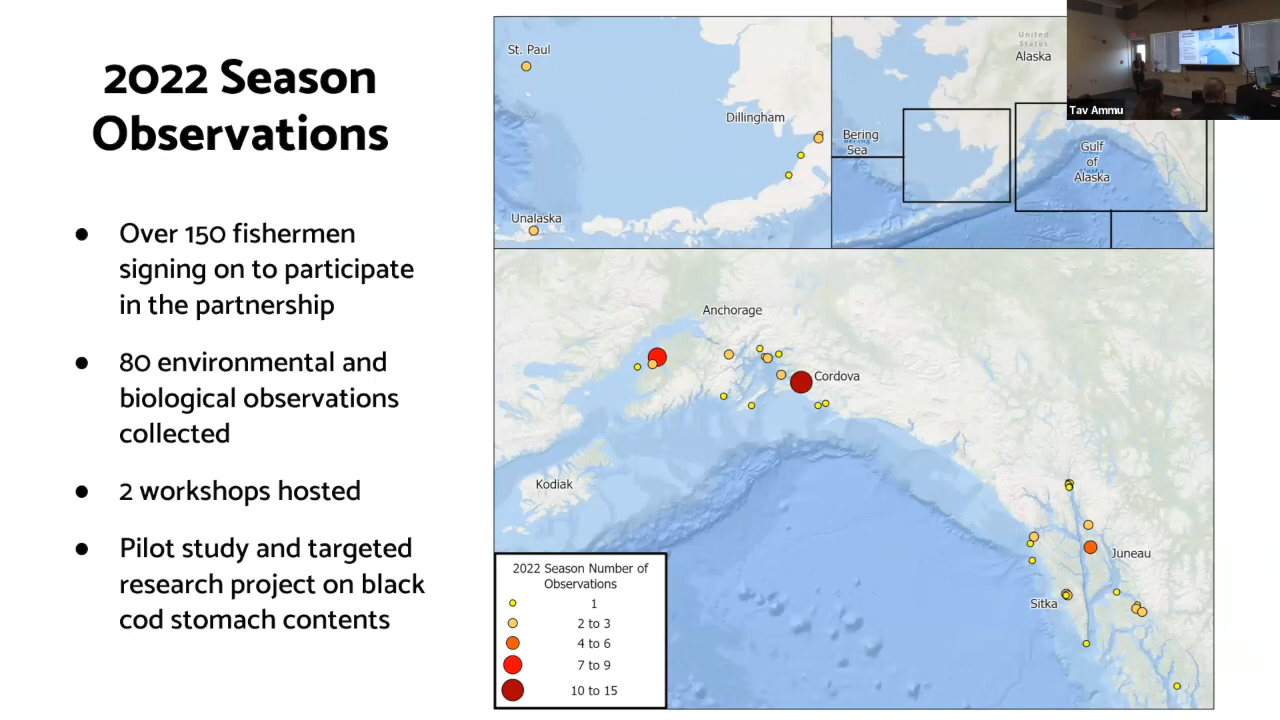 2022 Season
Observations
● Over 150 fishermen
signing on to participate
in the partnership
● 80 environmental and
biological observations
collected
● 2 workshops hosted
● Pilot study and targeted
research project on black
cod stomach contents
St. Paul
Dillingham
Unalaska
United
States
Alaska
Bering
Sea
Gulf
of
Alaska
Tav Ammu
Anchorage
Cordova
Kodiak
Juneau
Sitka
2022 Season Number of
Observations
1
2 to 3
4 to 6
7 to 9
10 to 15